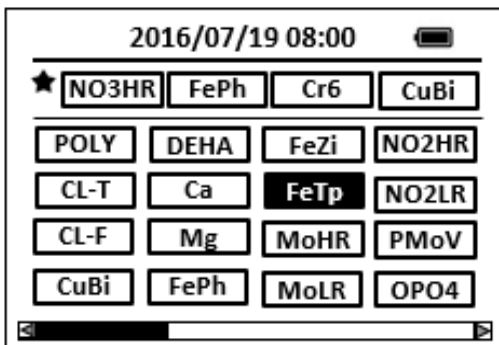 2016/07/19 08:00
NO3HR FePh Cr6 CuBi
POLY DEHA FeZi NO2HR
CL-T Ca FeTp NO2LR
CL-F Mg MoHR PMoV
CuBi FePh MoLR OPO4